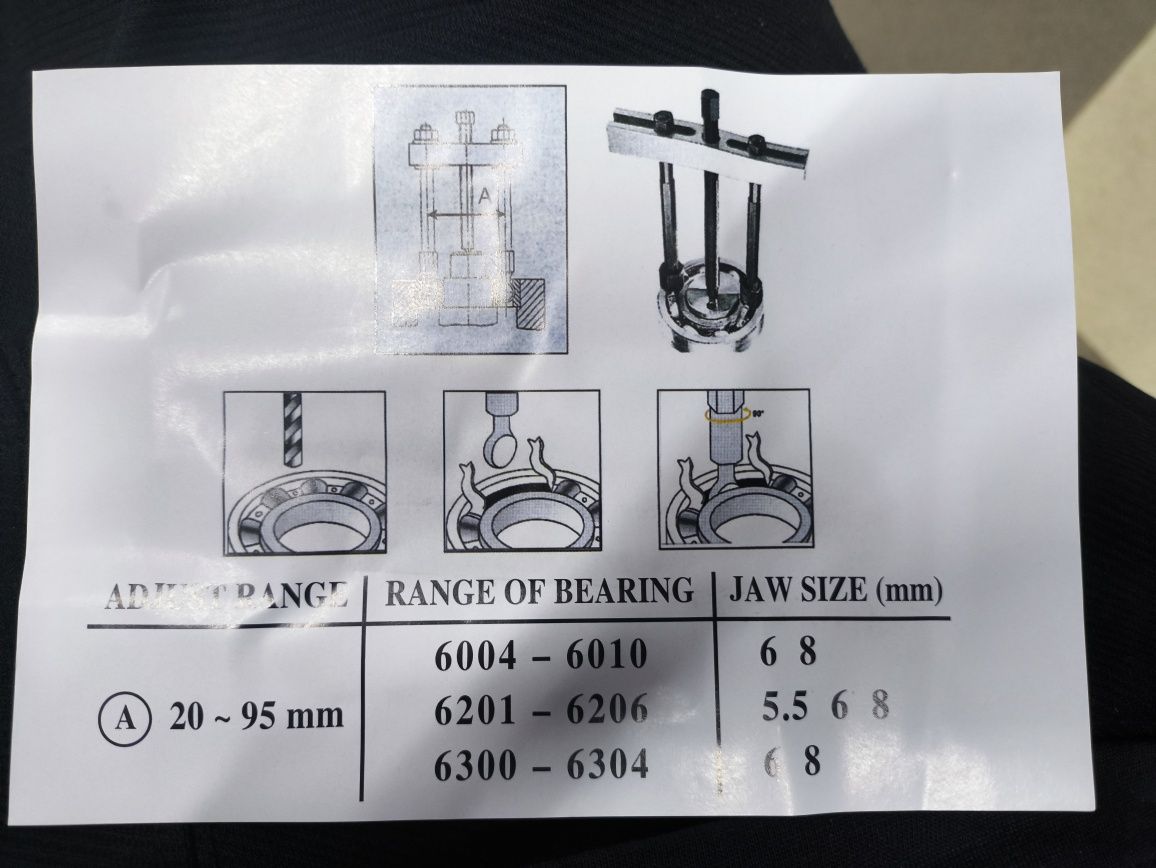 A
90°
ADJUST RANGE RANGE OF BEARING JAW SIZE (mm)
6004 – 6010 6 8
A 20 ~ 95 mm 6201 – 6206 5.5 6 8
6300 – 6304 6 8